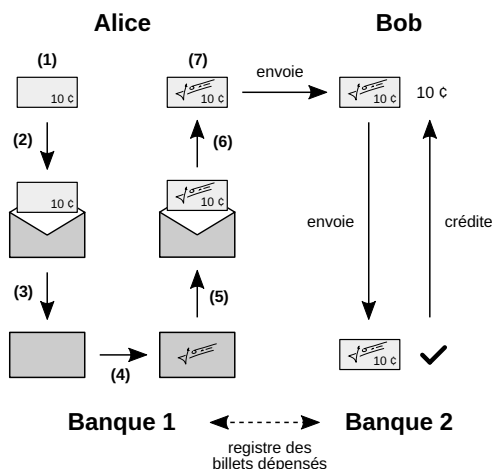 Alice
Bob
(1)
(7)
10 ¢
10 ¢
envoie
10 ¢
10 ¢
(2)
(6)
10 ¢
10 ¢
envoie
crédite
(3)
(5)
(4)
10 ¢
Banque 1
Banque 2
registre des
billets dépensés